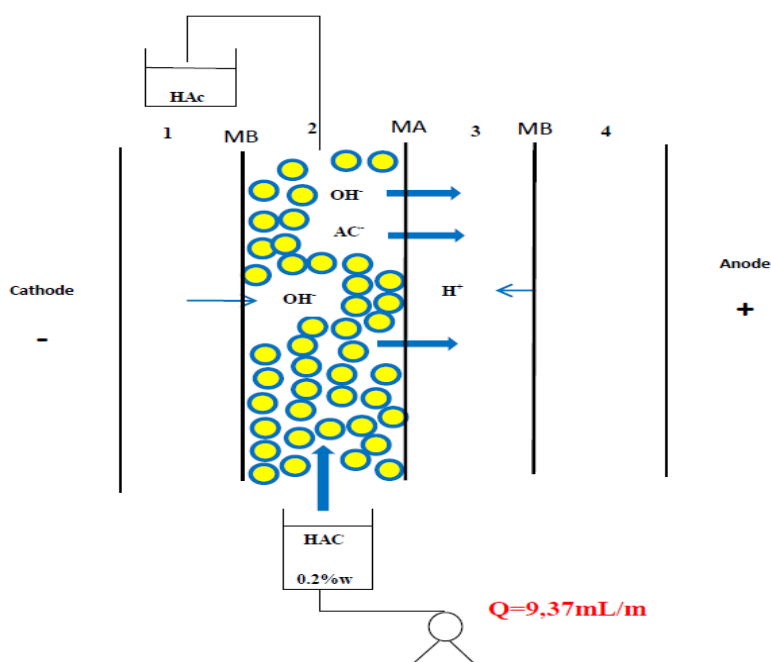 HAc
1
MB
2
MA
3
MB
4
OH-
AC-
Cathode
-
OH-
H+
Anode
+
HAC
0.2%w
Q=9,37mL/m